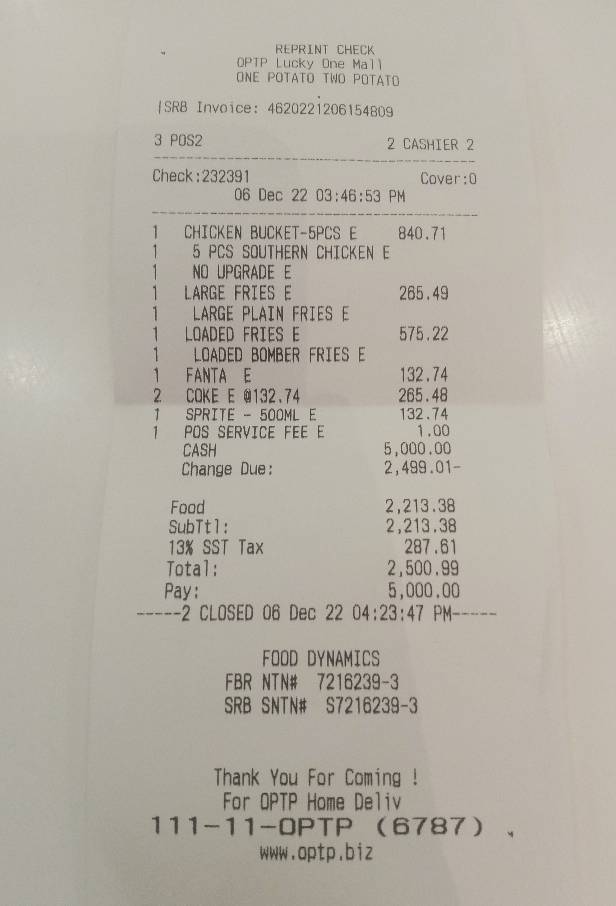 REPRINT CHECK
OPTP Lucky One Mall
ONE POTATO TWO POTATO
SRB Invoice: 4620221206154809
3 POS2 2 CASHIER 2
Check:232391 Cover:0
06 Dec 22 03:46:53 PM
1 CHICKEN BUCKET-5PCS E 840.71
1 5 PCS SOUTHERN CHICKEN E
1 NO UPGRADE E
1 LARGE FRIES E 265.49
1 LARGE PLAIN FRIES E
1 LOADED FRIES E 575.22
1 LOADED BOMBER FRIES E
1 FANTA E 132.74
2 COKE E @132.74 265.48
1 SPRITE - 500ML E 132.74
1 POS SERVICE FEE E 1.00
CASH 5,000.00
Change Due: 2,499.01-
Food 2,213.38
SubTtl: 2,213.38
13% SST Tax 287.61
Total: 2,500.99
Pay: 5,000.00
-----2 CLOSED 06 Dec 22 04:23:47 PM-----
FOOD DYNAMICS
FBR NTN# 7216239-3
SRB SNTN# S7216239-3
Thank You For Coming !
For OPTP Home Deliv
111-11-OPTP (6787)
www.optp.biz